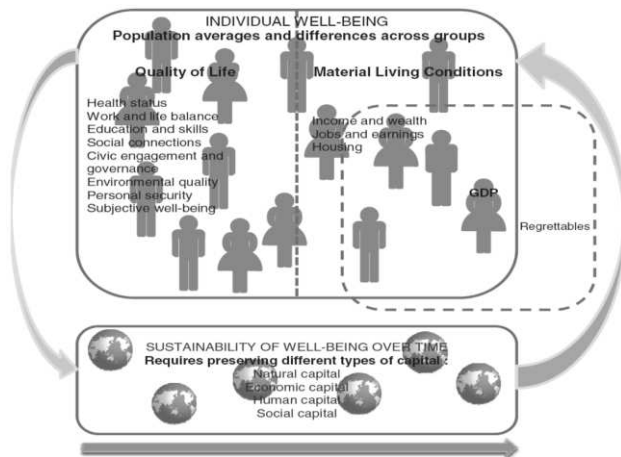 INDIVIDUAL WELL-BEING
Population averages and differences across groups
Quality of Life
Health status
Work and life balance
Education and skills
Social connections
Civic engagement and
governance
Environmental quality
Personal security
Subjective well-being
Material Living Conditions
Income and wealth
Jobs and earnings
Housing
GDP
Regrettables
SUSTAINABILITY OF WELL-BEING OVER TIME
Requires preserving different types of capital :
Natural capital
Economic capital
Human capital
Social capital